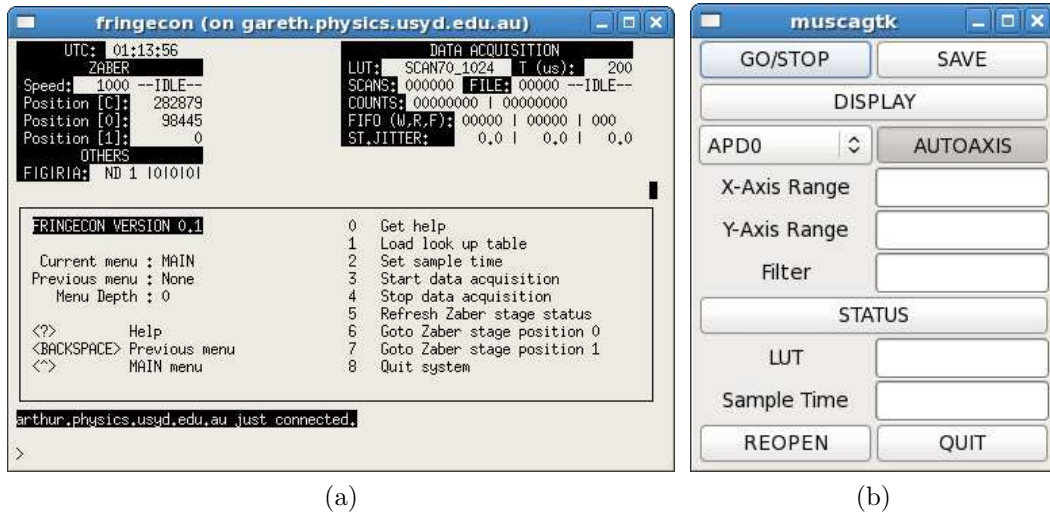 fringecon (on gareth.physics.usyd.edu.au)
UTC: 01:13:56
ZABER
Speed: 1000 --IDLE--
Position [C]: 282879
Position [0]: 98445
Position [1]: 0
OTHERS
FIGIRIA: ND 1 |0|0|0|
DATA ACQUISITION
LUT: SCAN70_1024 T (us): 200
SCANS: 000000 FILE: 00000 --IDLE--
COUNTS: 00000000 | 00000000
FIFO (W,R,F): 00000 | 00000 | 000
ST.JITTER: 0.0 | 0.0 | 0.0
FRINGECON VERSION 0.1
Current menu : MAIN
Previous menu : None
Menu Depth : 0
<?> Help
<BACKSPACE> Previous menu
<^> MAIN menu
0 Get help
1 Load look up table
2 Set sample time
3 Start data acquisition
4 Stop data acquisition
5 Refresh Zaber stage status
6 Goto Zaber stage position 0
7 Goto Zaber stage position 1
8 Quit system
arthur.physics.usyd.edu.au just connected.
>
(a)
muscagtk
GO/STOP SAVE
DISPLAY
APD0 AUTOAXIS
X-Axis Range
Y-Axis Range
Filter
STATUS
LUT
Sample Time
REOPEN QUIT
(b)